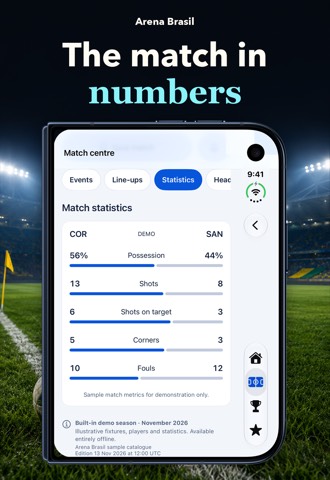 Arena Brasil
The match in
numbers
Match centre
9:41
Events
Line-ups
Statistics
Head
Match statistics
COR
DEMO
SAN
56%
Possession
44%
13
Shots
8
6
Shots on target
3
5
Corners
3
10
Fouls
12
Sample match metrics for demonstration only.
Built-in demo season - November 2026
Illustrative fixtures, players and statistics. Available
entirely offline.
Arena Brasil sample catalogue
Edition 13 Nov 2026 at 12:00 UTC